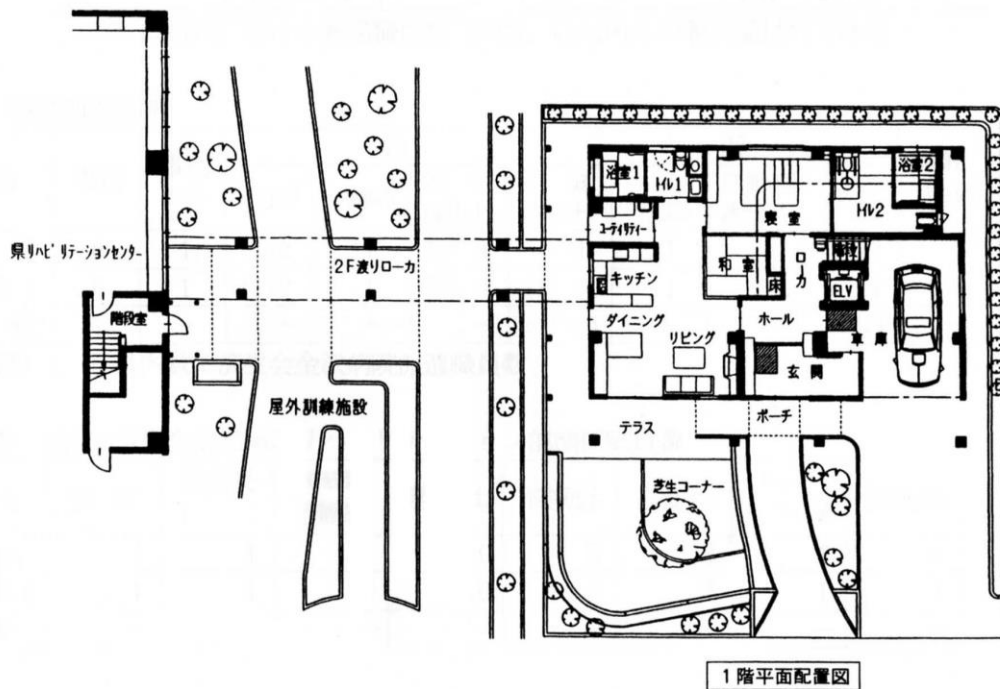 浴室1
トイレ1
浴室2
トイレ2
寝室
ユーティリティー
県リハビリテーションセンター
2F渡りローカ
キッチン
和室
床
ローカ
ELV
階段室
ダイニング
リビング
ホール
車庫
玄関
屋外訓練施設
テラス
ポーチ
芝生コーナー
1階平面配置図